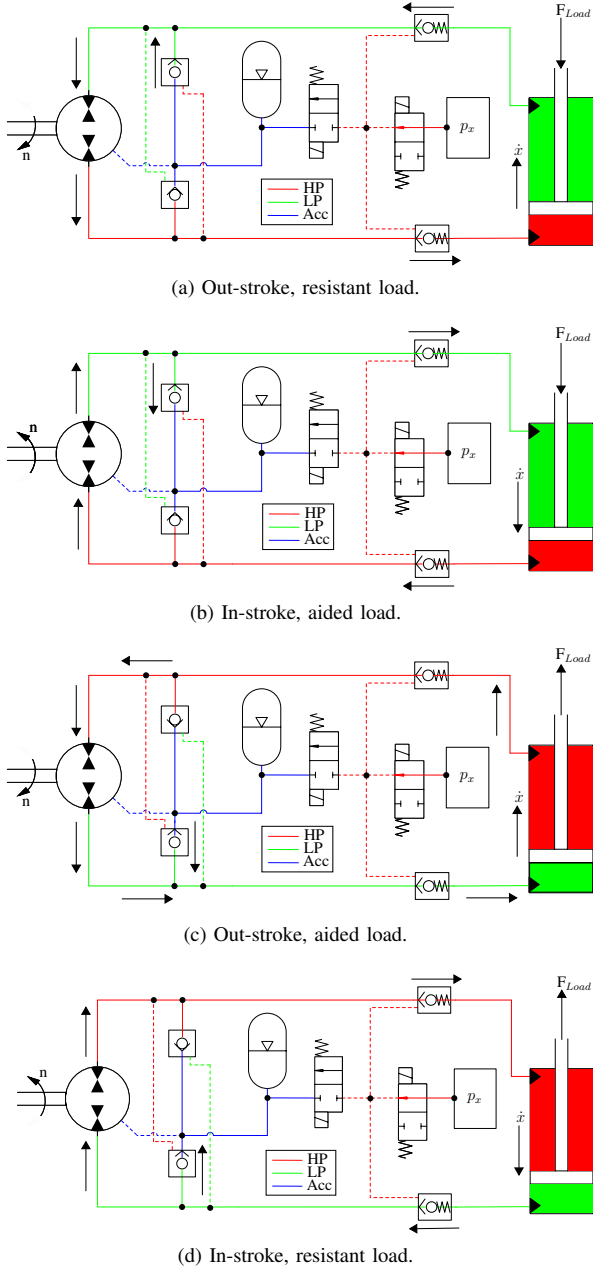 F_Load
n
p_x
ẋ
HP
LP
Acc
(a) Out-stroke, resistant load.
F_Load
n
p_x
ẋ
HP
LP
Acc
(b) In-stroke, aided load.
F_Load
n
p_x
ẋ
HP
LP
Acc
(c) Out-stroke, aided load.
F_Load
n
p_x
ẋ
HP
LP
Acc
(d) In-stroke, resistant load.